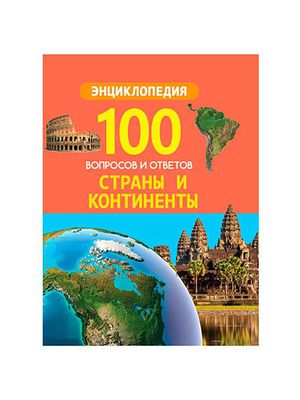 ЭНЦИКЛОПЕДИЯ
100
ВОПРОСОВ И ОТВЕТОВ
СТРАНЫ И
КОНТИНЕНТЫ